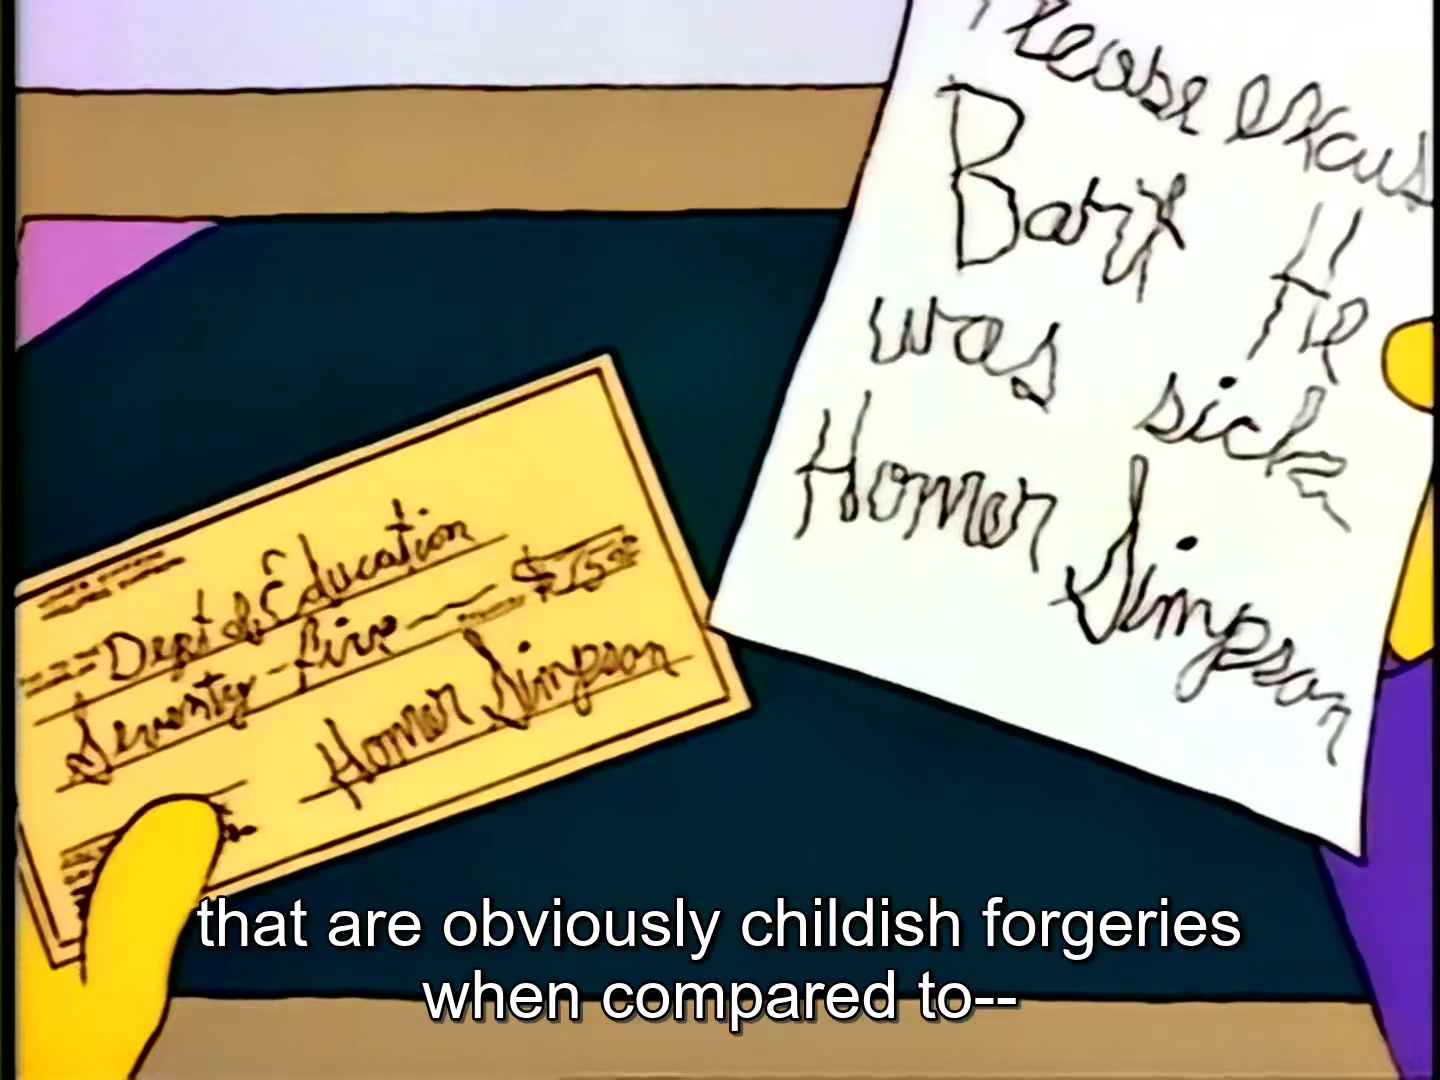 Please excus
Bart He
was sick
Homer Simpson
Dept of Education
Seventy-five
Homer Simpson
that are obviously childish forgeries
when compared to--